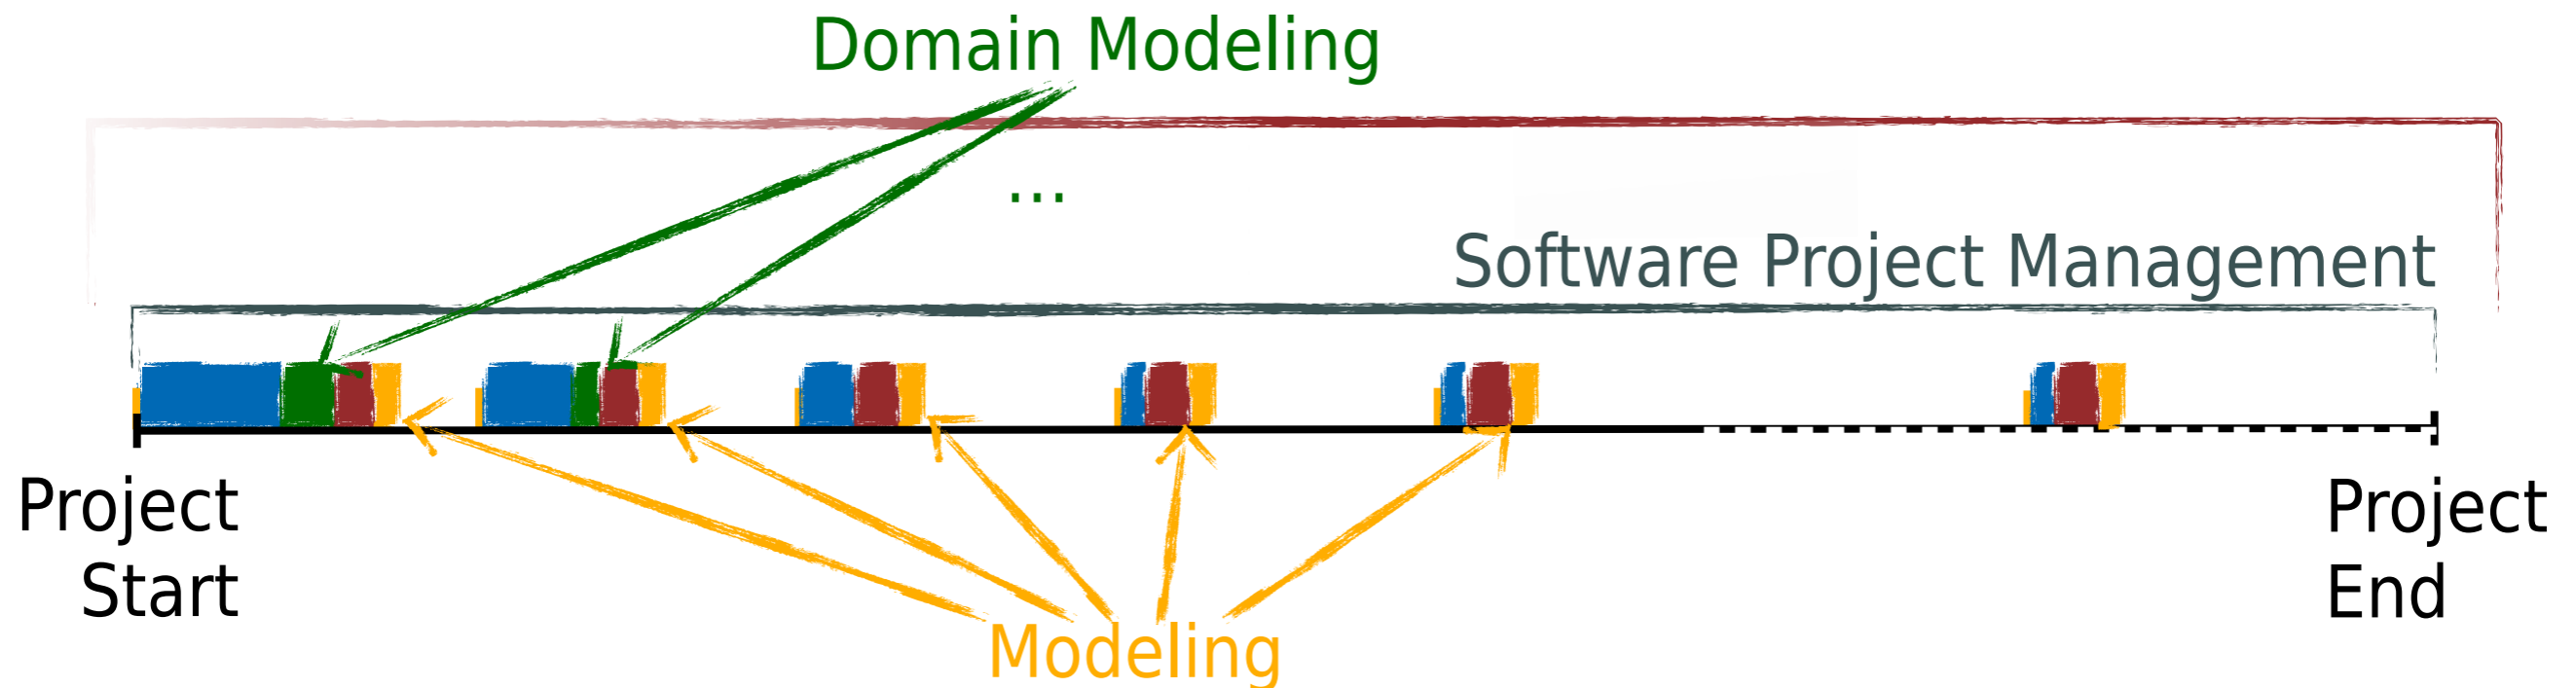 Domain Modeling
...
Software Project Management
Project
Start
Project
End
Modeling